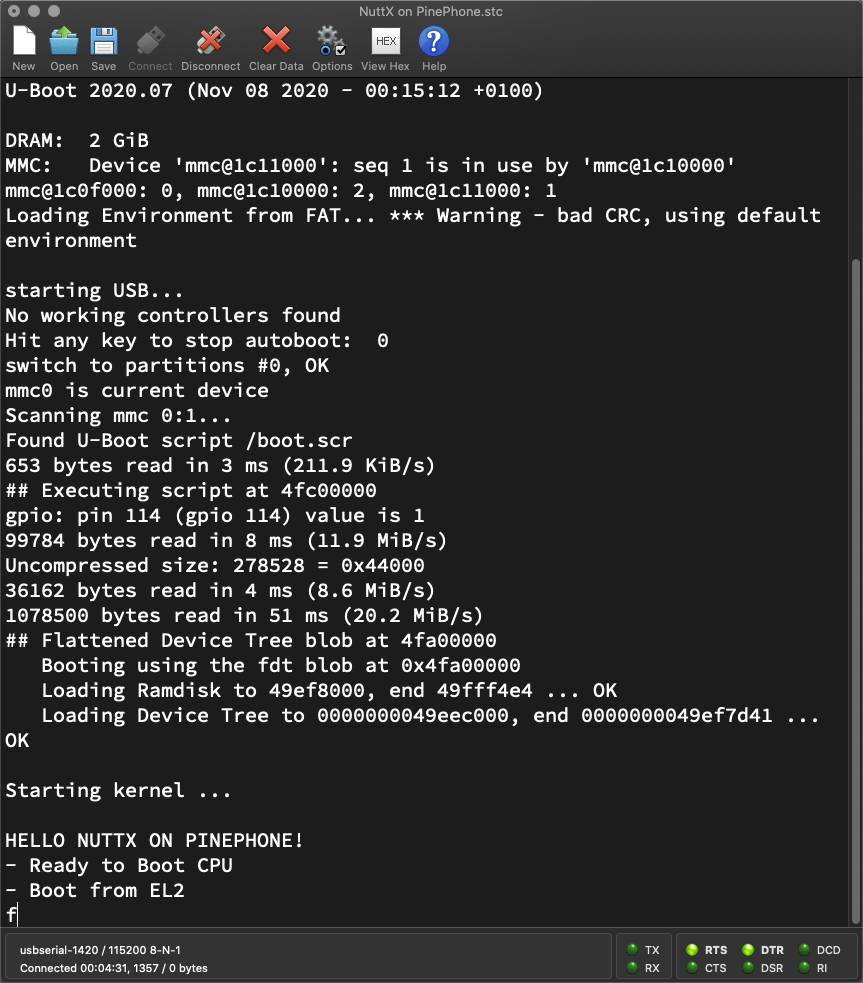 NuttX on PinePhone.stc
New Open Save Connect Disconnect Clear Data Options HEX View Hex ? Help
U-Boot 2020.07 (Nov 08 2020 - 00:15:12 +0100)
DRAM:  2 GiB
MMC:   Device 'mmc@1c11000': seq 1 is in use by 'mmc@1c10000'
mmc@1c0f000: 0, mmc@1c10000: 2, mmc@1c11000: 1
Loading Environment from FAT... *** Warning - bad CRC, using default
environment
starting USB...
No working controllers found
Hit any key to stop autoboot:  0
switch to partitions #0, OK
mmc0 is current device
Scanning mmc 0:1...
Found U-Boot script /boot.scr
653 bytes read in 3 ms (211.9 KiB/s)
## Executing script at 4fc00000
gpio: pin 114 (gpio 114) value is 1
99784 bytes read in 8 ms (11.9 MiB/s)
Uncompressed size: 278528 = 0x44000
36162 bytes read in 4 ms (8.6 MiB/s)
1078500 bytes read in 51 ms (20.2 MiB/s)
## Flattened Device Tree blob at 4fa00000
   Booting using the fdt blob at 0x4fa00000
   Loading Ramdisk to 49ef8000, end 49fff4e4 ... OK
   Loading Device Tree to 0000000049eec000, end 0000000049ef7d41 ...
OK
Starting kernel ...
HELLO NUTTX ON PINEPHONE!
- Ready to Boot CPU
- Boot from EL2
f
usbserial-1420 / 115200 8-N-1
Connected 00:04:31, 1357 / 0 bytes
TX RTS DTR DCD
RX CTS DSR RI